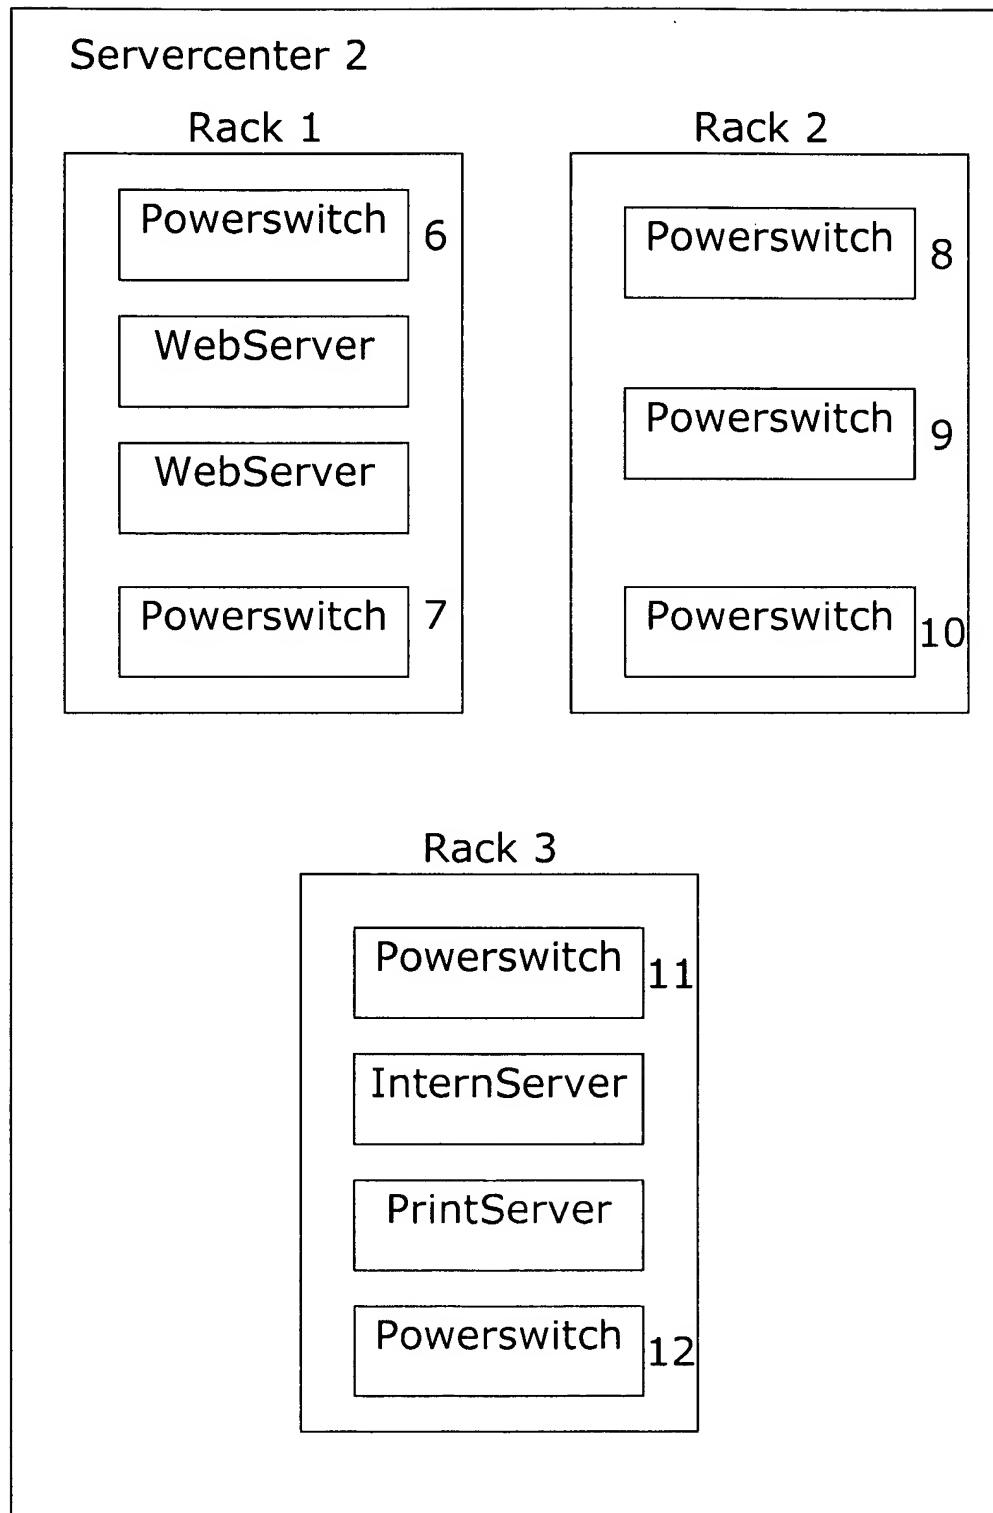 Servercenter 2
Rack 1
Powerswitch 6
WebServer
WebServer
Powerswitch 7
Rack 2
Powerswitch 8
Powerswitch 9
Powerswitch 10
Rack 3
Powerswitch 11
InternServer
PrintServer
Powerswitch 12